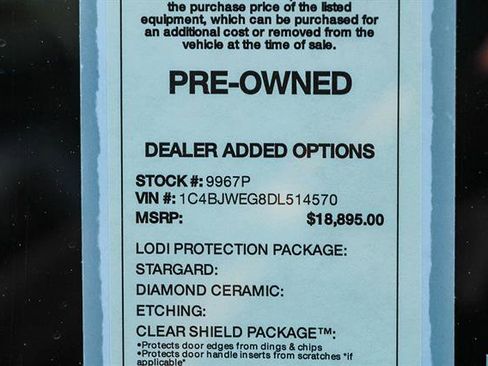 the purchase price of the listed
equipment, which can be purchased for
an additional cost or removed from the
vehicle at the time of sale.
PRE-OWNED
DEALER ADDED OPTIONS
STOCK #: 9967P
VIN #: 1C4BJWEG8DL514570
MSRP: $18,895.00
LODI PROTECTION PACKAGE:
STARGARD:
DIAMOND CERAMIC:
ETCHING:
CLEAR SHIELD PACKAGE™:
•Protects door edges from dings & chips
•Protects door handle inserts from scratches *if
applicable*